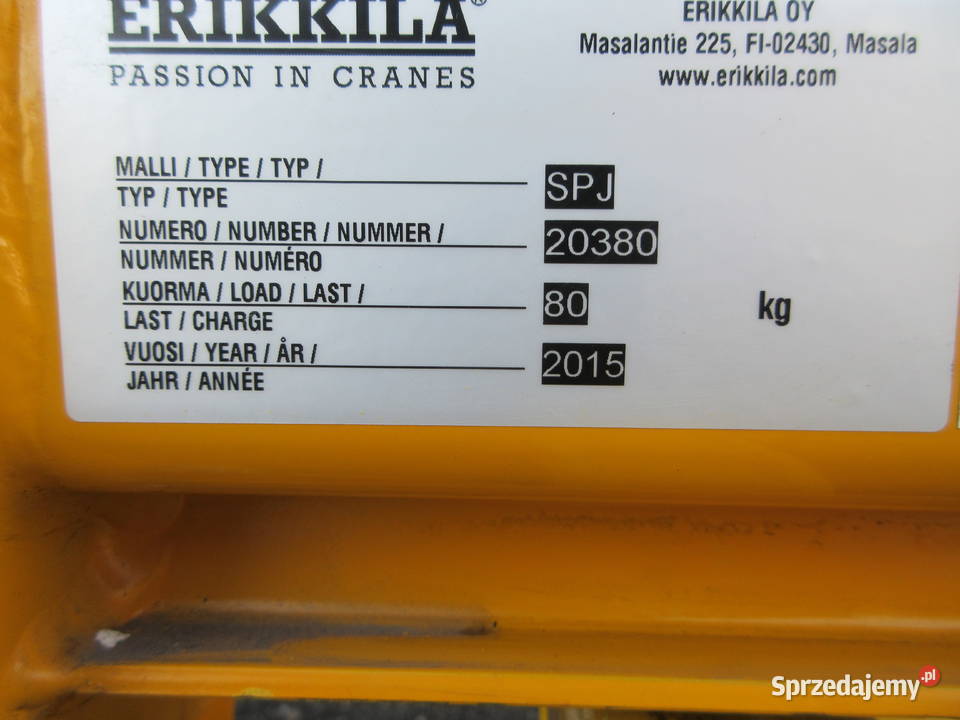 ERIKKILA®
PASSION IN CRANES
ERIKKILA OY
Masalantie 225, FI-02430, Masala
www.erikkila.com
MALLI / TYPE / TYP /
TYP / TYPE
SPJ
NUMERO / NUMBER / NUMMER /
NUMMER / NUMÉRO
20380
KUORMA / LOAD / LAST /
LAST / CHARGE
80 kg
VUOSI / YEAR / ÅR /
JAHR / ANNÉE
2015
Sprzedajemy.pl